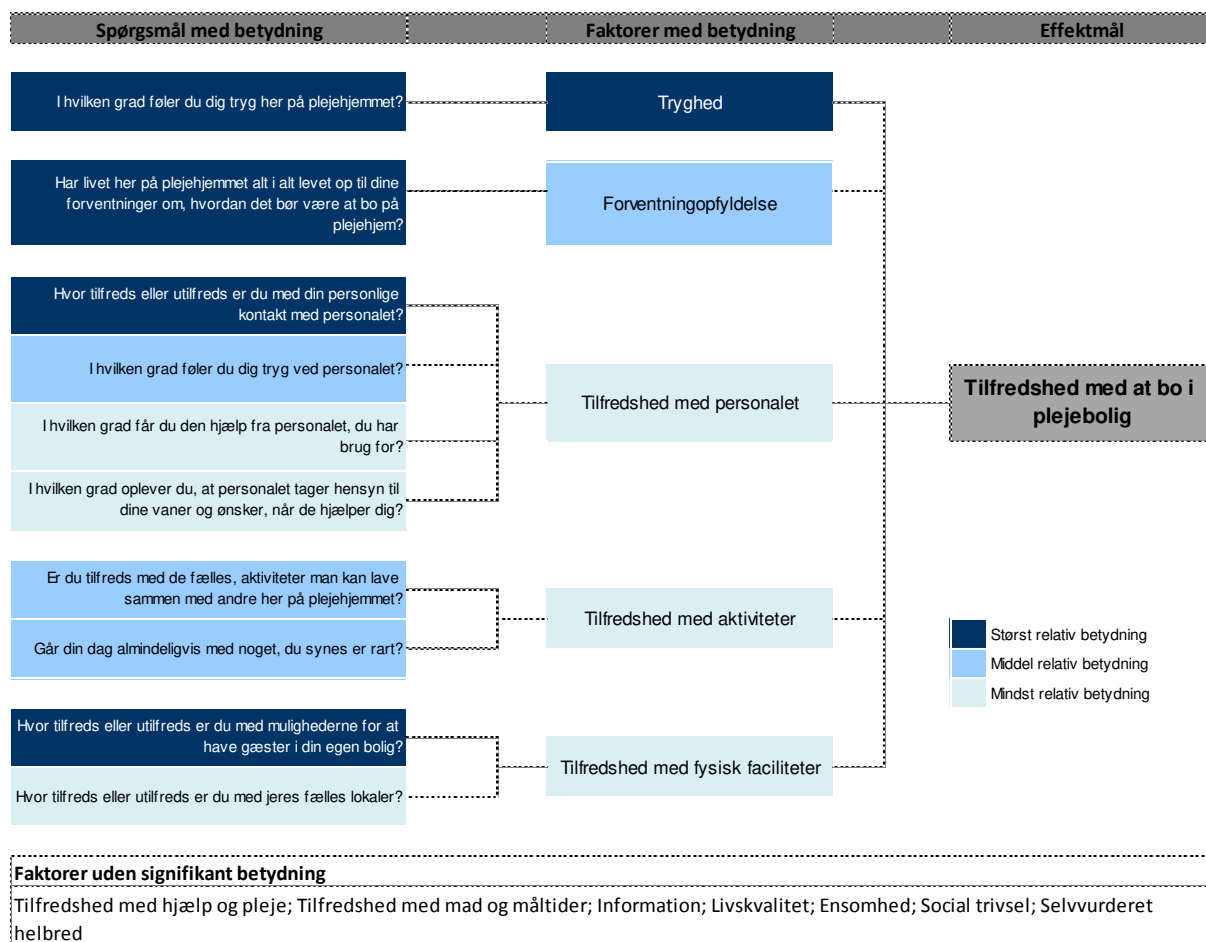 Spørgsmål med betydning
Faktorer med betydning
Effektmål
I hvilken grad føler du dig tryg her på plejehjemmet?
Tryghed
Har livet her på plejehjemmet alt i alt levet op til dine
forventninger om, hvordan det bør være at bo på
plejehjem?
Forventningopfyldelse
Hvor tilfreds eller utilfreds er du med din personlige
kontakt med personalet?
I hvilken grad føler du dig tryg ved personalet?
I hvilken grad får du den hjælp fra personalet, du har
brug for?
I hvilken grad oplever du, at personalet tager hensyn til
dine vaner og ønsker, når de hjælper dig?
Tilfredshed med personalet
Tilfredshed med at bo i
plejebolig
Er du tilfreds med de fælles, aktiviteter man kan lave
sammen med andre her på plejehjemmet?
Går din dag almindeligvis med noget, du synes er rart?
Tilfredshed med aktiviteter
Størst relativ betydning
Middel relativ betydning
Mindst relativ betydning
Hvor tilfreds eller utilfreds er du med mulighederne for at
have gæster i din egen bolig?
Hvor tilfreds eller utilfreds er du med jeres fælles lokaler?
Tilfredshed med fysisk faciliteter
Faktorer uden signifikant betydning
Tilfredshed med hjælp og pleje; Tilfredshed med mad og måltider; Information; Livskvalitet; Ensomhed; Social trivsel; Selvvurderet
helbred